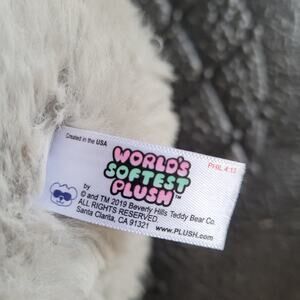 Created in the USA
PHIL 4:13
WORLD'S
SOFTEST
PLUSH™
by
© and TM 2019 Beverly Hills Teddy Bear Co.
ALL RIGHTS RESERVED.
Santa Clarita, CA 91321 www.PLUSH.com